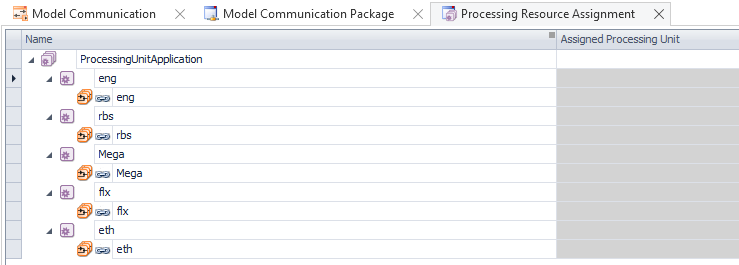 Model Communication Model Communication Package Processing Resource Assignment
Name Assigned Processing Unit
ProcessingUnitApplication
eng
eng
rbs
rbs
Mega
Mega
flx
flx
eth
eth